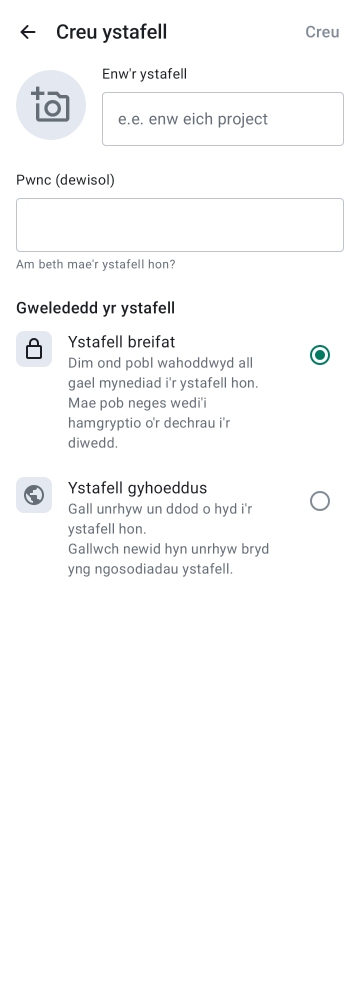 Creu ystafell
Creu
Enw'r ystafell
e.e. enw eich project
Pwnc (dewisol)
Am beth mae'r ystafell hon?
Gwelededd yr ystafell
Ystafell breifat
Dim ond pobl wahoddwyd all
gael mynediad i'r ystafell hon.
Mae pob neges wedi'i
hamgryptio o'r dechrau i'r
diwedd.
Ystafell gyhoeddus
Gall unrhyw un ddod o hyd i'r
ystafell hon.
Gallwch newid hyn unrhyw bryd
yng ngosodiadau ystafell.